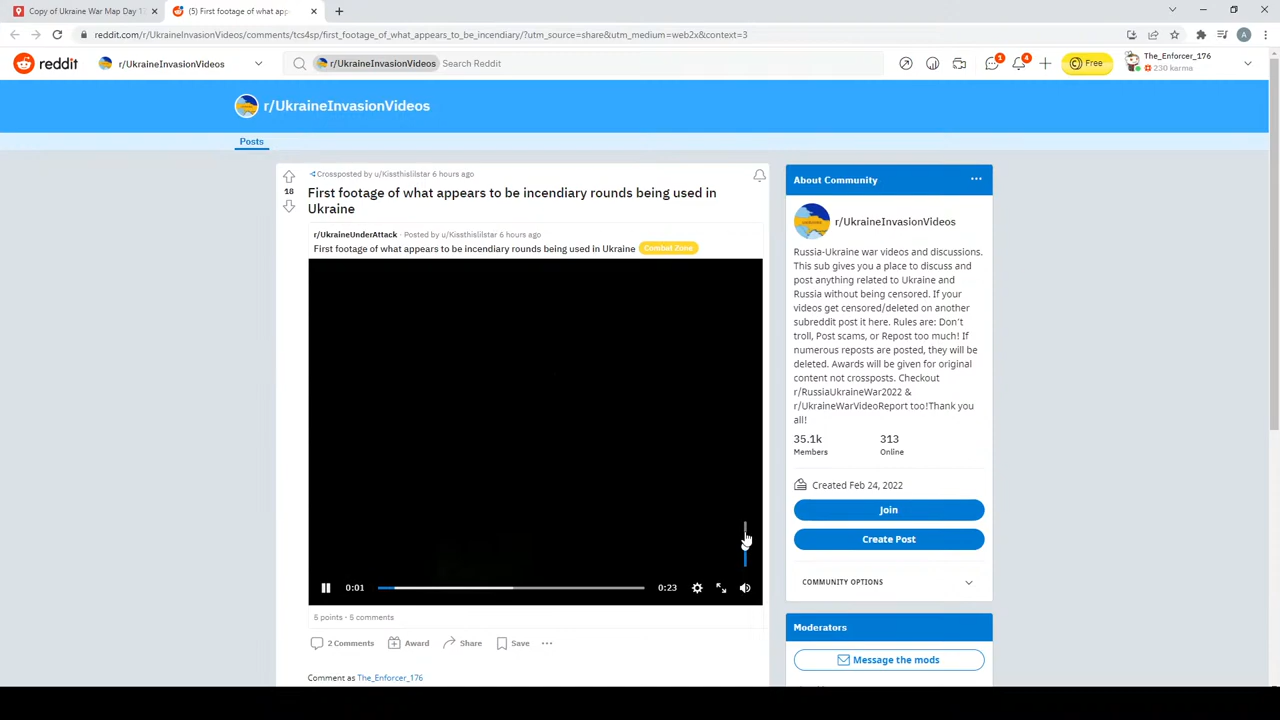 Copy of Ukraine War Map Day 1
(5) First footage of what app
reddit.com/r/UkraineInvasionVideos/comments/tcs4sp/first_footage_of_what_appears_to_be_incendiary/?utm_source=share&utm_medium=web2x&context=3
A
reddit
r/UkraineInvasionVideos
r/UkraineInvasionVideos
Search Reddit
1
4
Free
The_Enforcer_176
230 karma
r/UkraineInvasionVideos
Posts
Crossposted by u/Kissthislilstar 6 hours ago
18
First footage of what appears to be incendiary rounds being used in
Ukraine
r/UkraineUnderAttack · Posted by u/Kissthislilstar 6 hours ago
First footage of what appears to be incendiary rounds being used in Ukraine
Combat Zone
0:01
0:23
5 points · 5 comments
2 Comments
Award
Share
Save
Comment as The_Enforcer_176
About Community
r/UkraineInvasionVideos
Russia-Ukraine war videos and discussions.
This sub gives you a place to discuss and
post anything related to Ukraine and
Russia without being censored. If your
videos get censored/deleted on another
subreddit post it here. Rules are: Don't
troll, Post scams, or Repost too much! If
numerous reposts are posted, they will be
deleted. Awards will be given for original
content not crossposts. Checkout
r/RussiaUkraineWar2022 &
r/UkraineWarVideoReport too!Thank you
all!
35.1k
313
Members
Online
Created Feb 24, 2022
Join
Create Post
COMMUNITY OPTIONS
Moderators
Message the mods